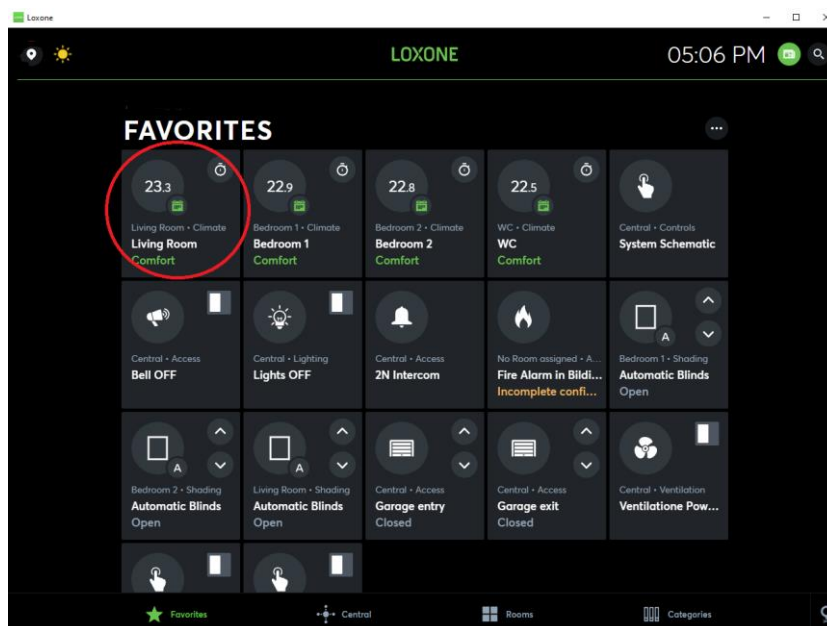 Loxone
LOXONE
05:06 PM
FAVORITES
23.3
Living Room • Climate
Living Room
Comfort
22.9
Bedroom 1 • Climate
Bedroom 1
Comfort
22.8
Bedroom 2 • Climate
Bedroom 2
Comfort
22.5
WC • Climate
WC
Comfort
Central • Controls
System Schematic
Central • Access
Bell OFF
Central • Lighting
Lights OFF
Central • Access
2N Intercom
No Room assigned • A...
Fire Alarm in Bildi...
Incomplete confi...
A
Bedroom 1 • Shading
Automatic Blinds
Open
A
Bedroom 2 • Shading
Automatic Blinds
Open
A
Living Room • Shading
Automatic Blinds
Open
Central • Access
Garage entry
Closed
Central • Access
Garage exit
Closed
Central • Ventilation
Ventilatione Pow...
Favorites
Central
Rooms
Categories